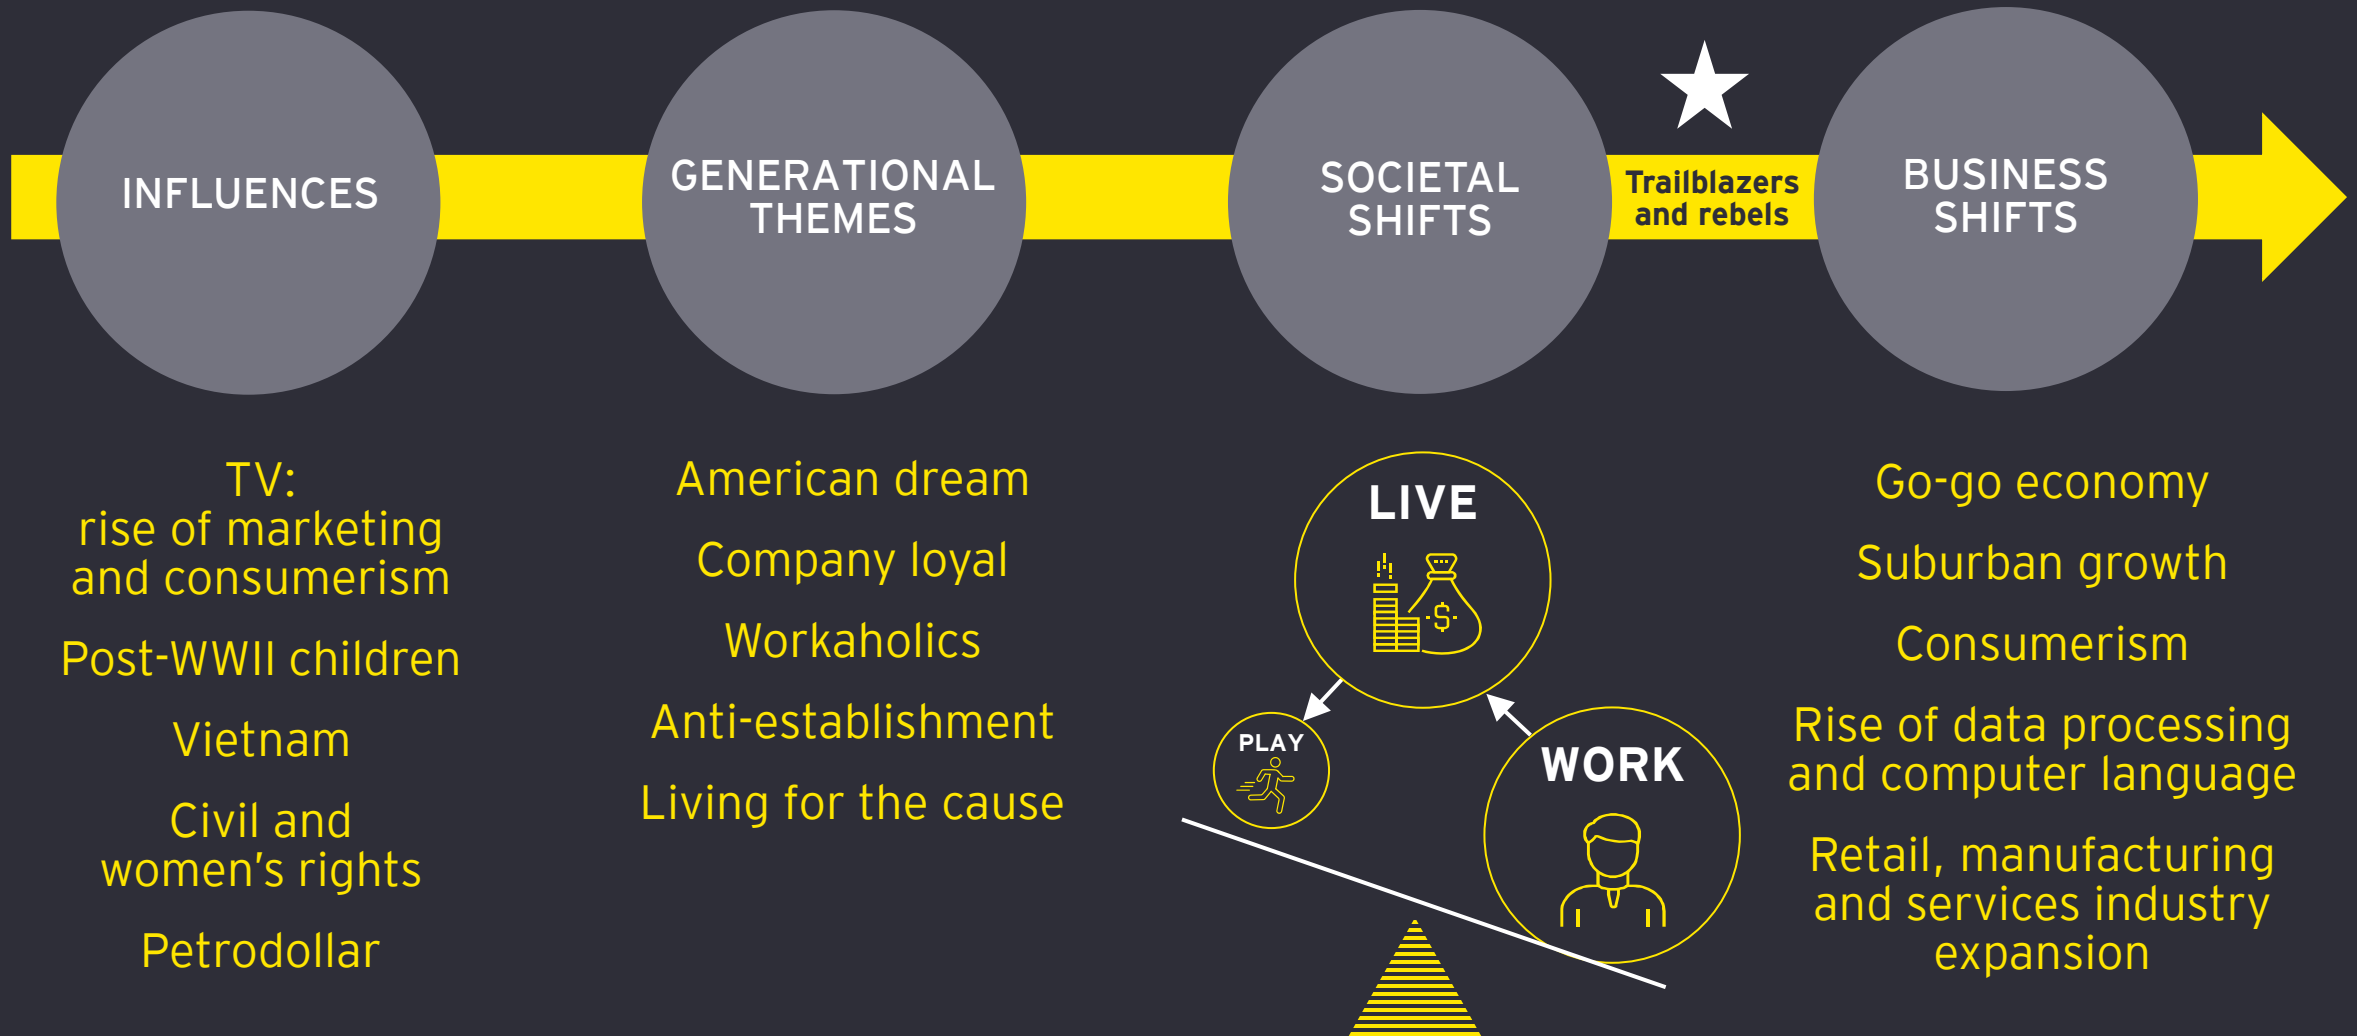 INFLUENCES
GENERATIONAL
THEMES
SOCIETAL
SHIFTS
Trailblazers
and rebels
BUSINESS
SHIFTS
TV:
rise of marketing
and consumerism
Post-WWII children
Vietnam
Civil and
women's rights
Petrodollar
American dream
Company loyal
Workaholics
Anti-establishment
Living for the cause
LIVE
$
PLAY
WORK
Go-go economy
Suburban growth
Consumerism
Rise of data processing
and computer language
Retail, manufacturing
and services industry
expansion